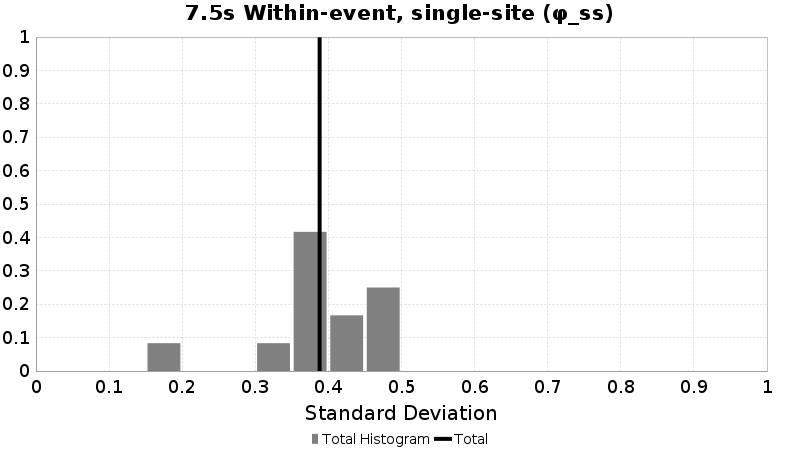 7.5s Within-event, single-site (φ_ss)
1
0.9
0.8
0.7
0.6
0.5
0.4
0.3
0.2
0.1
0
0 0.1 0.2 0.3 0.4 0.5 0.6 0.7 0.8 0.9 1
Standard Deviation
Total Histogram Total